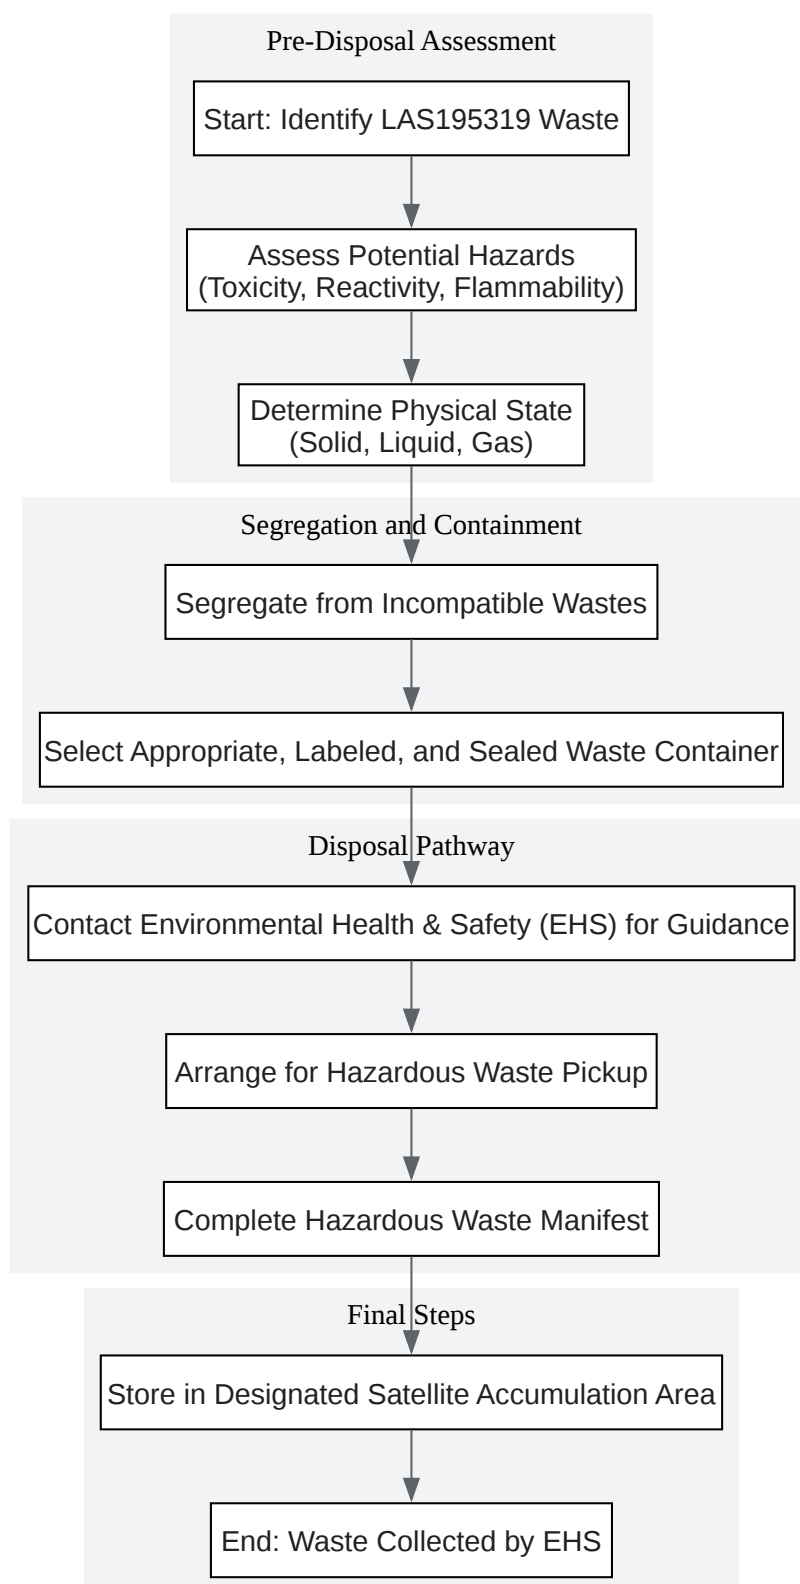 Pre-Disposal Assessment
Start: Identify LAS195319 Waste
Assess Potential Hazards
(Toxicity, Reactivity, Flammability)
Determine Physical State
(Solid, Liquid, Gas)
Segregation and Containment
Segregate from Incompatible Wastes
Select Appropriate, Labeled, and Sealed Waste Container
Disposal Pathway
Contact Environmental Health & Safety (EHS) for Guidance
Arrange for Hazardous Waste Pickup
Complete Hazardous Waste Manifest
Final Steps
Store in Designated Satellite Accumulation Area
End: Waste Collected by EHS